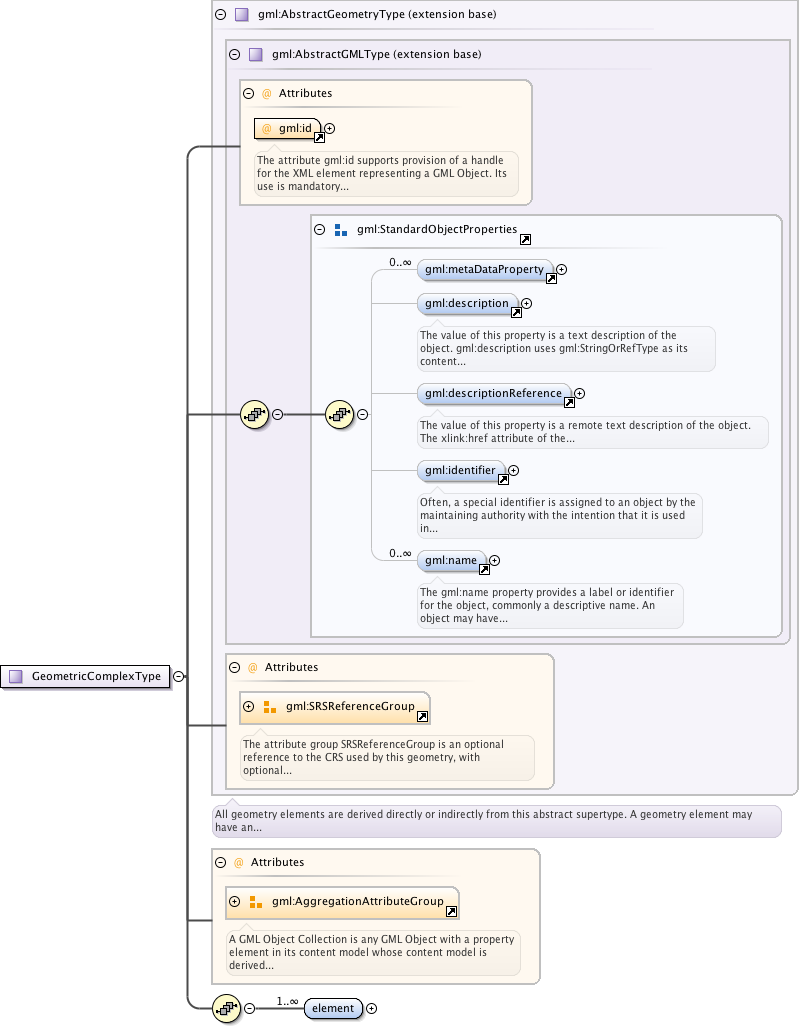 gml:AbstractGeometryType (extension base)
gml:AbstractGMLType (extension base)
@ Attributes
@ gml:id
The attribute gml:id supports provision of a handle
for the XML element representing a GML Object. Its
use is mandatory...
gml:StandardObjectProperties
0..∞
gml:metaDataProperty
gml:description
The value of this property is a text description of the
object. gml:description uses gml:StringOrRefType as its
content...
gml:descriptionReference
The value of this property is a remote text description of the object.
The xlink:href attribute of the...
gml:identifier
Often, a special identifier is assigned to an object by the
maintaining authority with the intention that it is used
in...
0..∞
gml:name
The gml:name property provides a label or identifier
for the object, commonly a descriptive name. An
object may have...
GeometricComplexType
@ Attributes
gml:SRSReferenceGroup
The attribute group SRSReferenceGroup is an optional
reference to the CRS used by this geometry, with
optional...
All geometry elements are derived directly or indirectly from this abstract supertype. A geometry element may
have an...
@ Attributes
gml:AggregationAttributeGroup
A GML Object Collection is any GML Object with a property
element in its content model whose content model is
derived...
1..∞
element